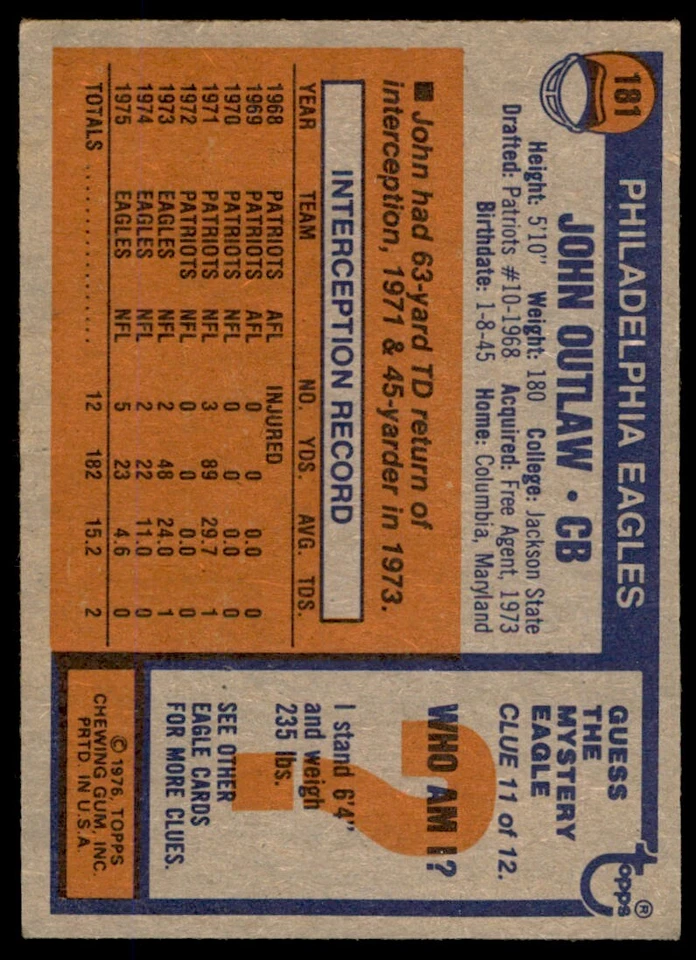 181
PHILADELPHIA EAGLES
JOHN OUTLAW • CB
Height: 5'10" Weight: 180 College: Jackson State
Drafted: Patriots #10-1968 Acquired: Free Agent, 1973
Birthdate: 1-8-45 Home: Columbia, Maryland
■ John had 63-yard TD return of
interception, 1971 & 45-yarder in 1973.
INTERCEPTION RECORD
YEAR TEAM NO. YDS. AVG. TDS.
1968 PATRIOTS AFL INJURED
1969 PATRIOTS AFL 0 0 0.0 0
1970 PATRIOTS NFL 0 0 0.0 0
1971 PATRIOTS NFL 3 89 29.7 1
1972 PATRIOTS NFL 0 0 0.0 0
1973 EAGLES NFL 2 48 24.0 1
1974 EAGLES NFL 2 22 11.0 0
1975 EAGLES NFL 5 23 4.6 0
TOTALS .................... 12 182 15.2 2
topps®
GUESS
THE
MYSTERY
EAGLE
CLUE 11 of 12.
?
WHO AM I?
I stand 6'4"
and weigh
235 lbs.
SEE OTHER
EAGLE CARDS
FOR MORE CLUES.
© 1976, TOPPS
CHEWING GUM, INC.
PRTD. IN U.S.A.